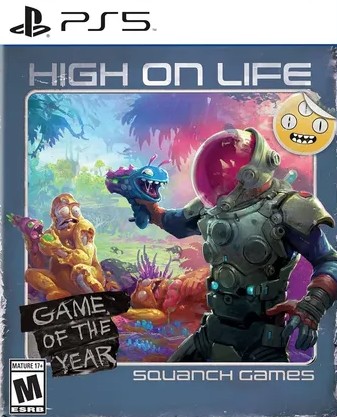 PS5
HIGH ON LIFE
GAME
OF THE
YEAR
MATURE 17+
M
ESRB
SQUANCH GAMES